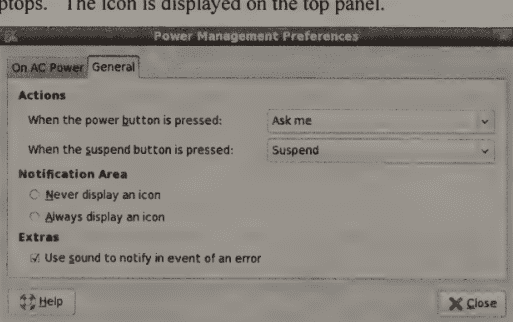 ptops. The icon is displayed on the top panel.
Power Management Preferences
On AC Power General
Actions
When the power button is pressed: Ask me
When the suspend button is pressed: Suspend
Notification Area
Never display an icon
Always display an icon
Extras
Use sound to notify in event of an error
Help Close